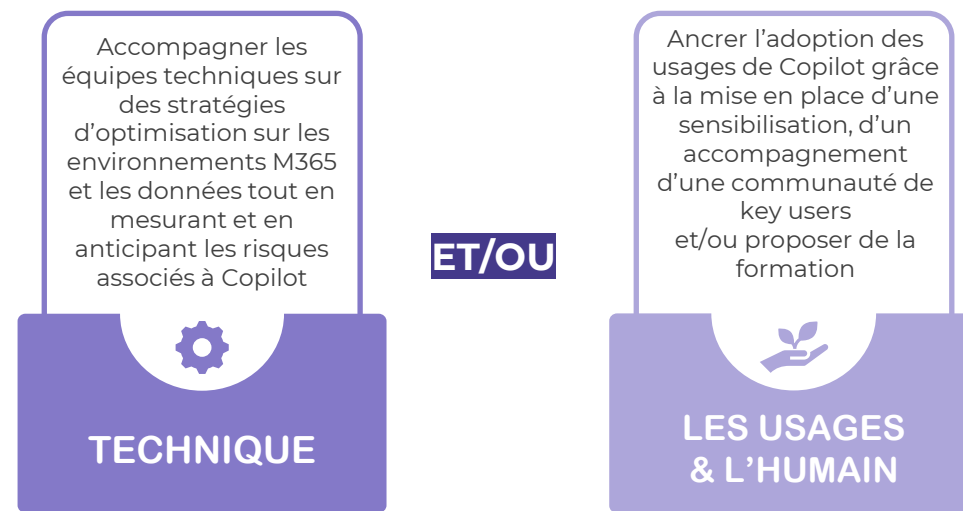 Accompagner les
équipes techniques sur
des stratégies
d’optimisation sur les
environnements M365
et les données tout en
mesurant et en
anticipant les risques
associés à Copilot
TECHNIQUE
ET/OU
Ancrer l’adoption des
usages de Copilot grâce
à la mise en place d’une
sensibilisation, d’un
accompagnement
d’une communauté de
key users
et/ou proposer de la
formation
LES USAGES
& L’HUMAIN